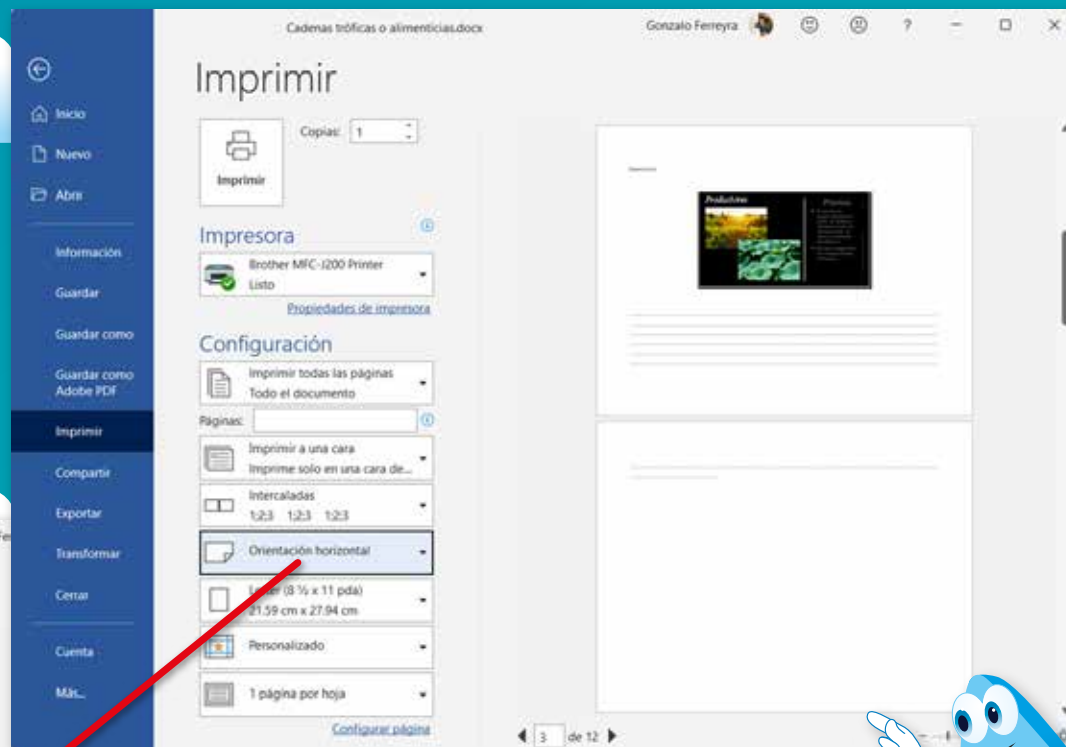 Cadenas tróficas o alimenticias.docx
Gonzalo Ferreyra
?
Imprimir
Inicio
Nuevo
Abrir
Información
Guardar
Guardar como
Guardar como
Adobe PDF
Imprimir
Compartir
Exportar
Transformar
Cerrar
Cuenta
Más...
Copias: 1
Imprimir
Impresora
Brother MFC-J200 Printer
Listo
Propiedades de impresora
Configuración
Imprimir todas las páginas
Todo el documento
Páginas:
Imprimir a una cara
Imprime solo en una cara de...
Intercaladas
1;2;3 1;2;3 1;2;3
Orientación horizontal
(8 ½ x 11 pda)
21.59 cm x 27.94 cm
Personalizado
1 página por hoja
Configurar página
3 de 12
Productores
Plantas